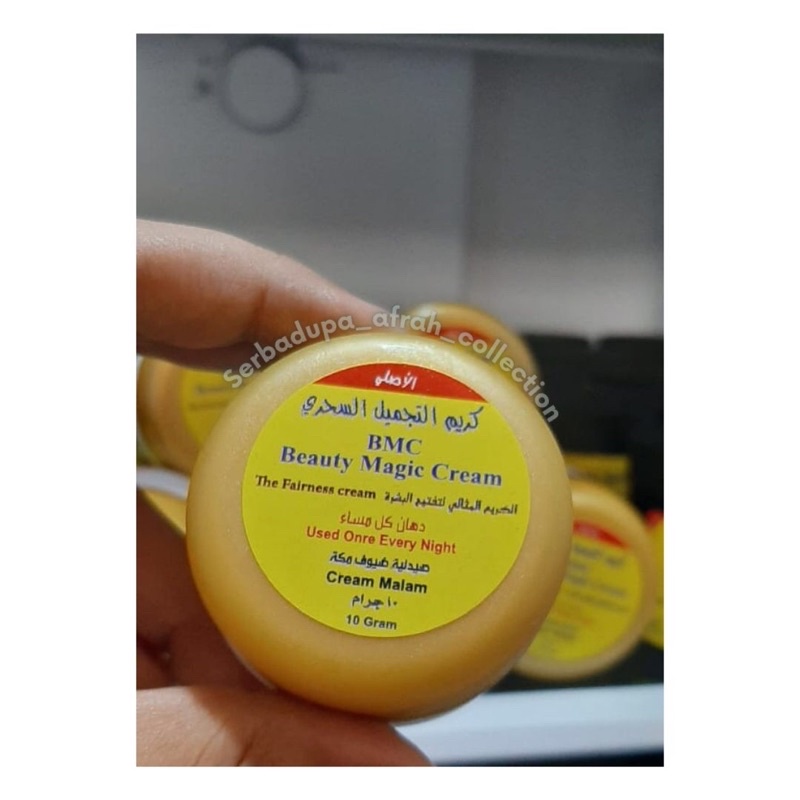 Serbadupa_afrah_collection
الأصلي
كريم التجميل السحري
BMC
Beauty Magic Cream
The Fairness cream الكريم المثالي لتفتيح البشرة
دهان كل مساء
Used Onre Every Night
صيدلية ضيوف مكة
Cream Malam
١٠ جرام
10 Gram